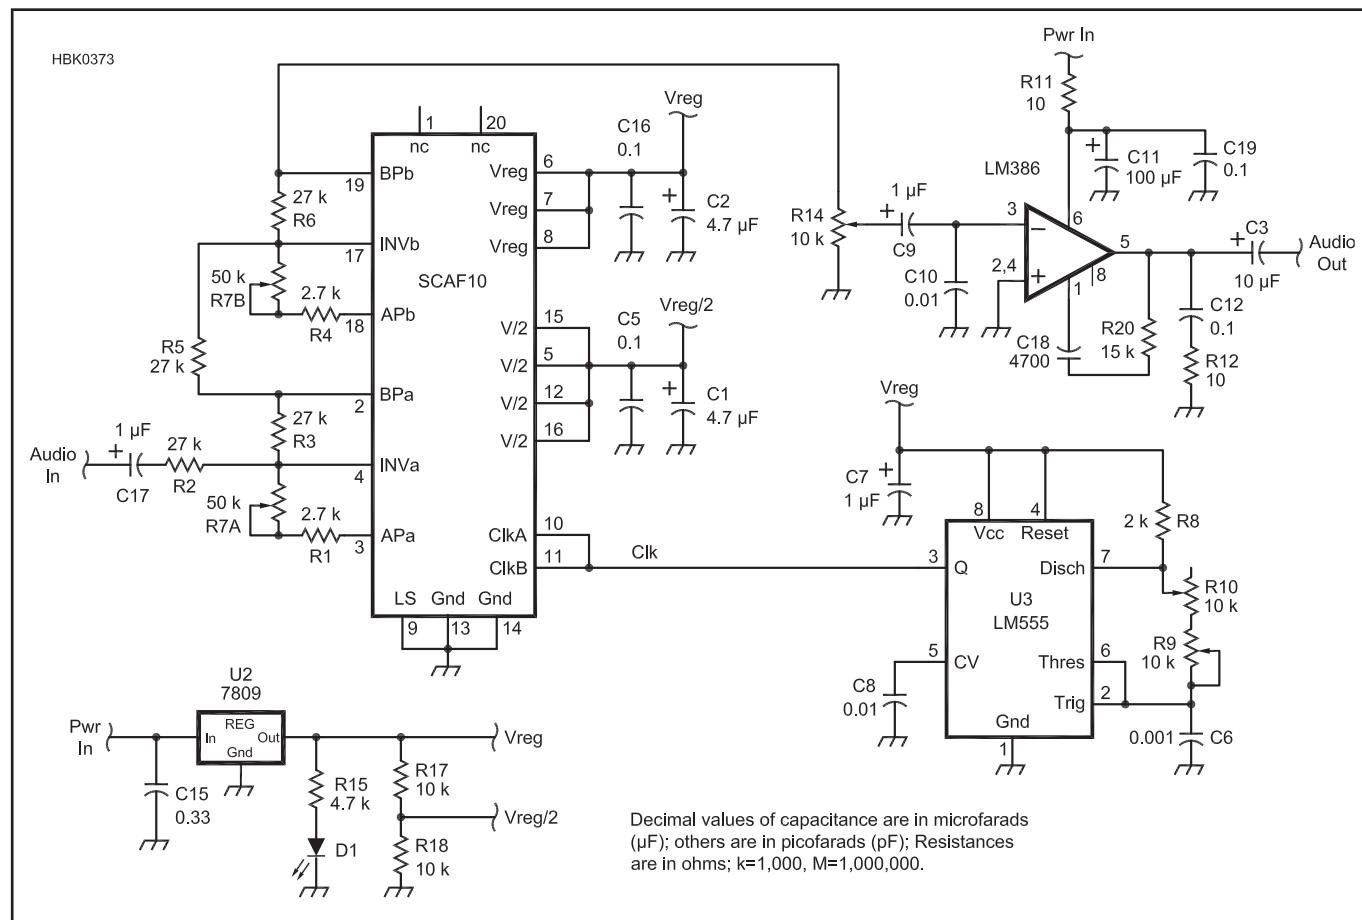 HBK0373
Pwr In
R11
10
C11
100 µF
C19
0.1
LM386
1
nc
20
nc
SCAF10
BPb
19
27 k
R6
INVb
17
50 k
R7B
2.7 k
R4
APb
18
R5
27 k
BPa
2
27 k
R3
Audio
In
1 µF
C17
27 k
R2
INVa
4
50 k
R7A
2.7 k
R1
APa
3
Vreg
6
Vreg
7
Vreg
8
C16
0.1
Vreg
C2
4.7 µF
V/2
15
V/2
5
V/2
12
V/2
16
C5
0.1
Vreg/2
C1
4.7 µF
ClkA
10
ClkB
11
Clk
LS
Gnd
Gnd
9
13
14
R14
10 k
1 µF
C9
C10
0.01
3
2,4
6
5
1
8
C18
4700
R20
15 k
C3
10 µF
Audio
Out
C12
0.1
R12
10
Vreg
C7
1 µF
8
Vcc
4
Reset
2 k
R8
3
Q
Disch
7
U3
LM555
R10
10 k
R9
10 k
5
CV
Thres
6
Trig
2
C8
0.01
Gnd
1
0.001
C6
U2
7809
REG
In
Out
Gnd
Pwr
In
C15
0.33
R15
4.7 k
D1
R17
10 k
R18
10 k
Vreg
Vreg/2
Decimal values of capacitance are in microfarads
(µF); others are in picofarads (pF); Resistances
are in ohms; k=1,000, M=1,000,000.